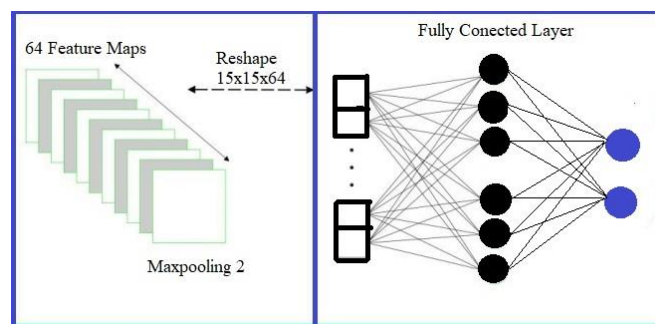 64 Feature Maps
Reshape
15x15x64
Maxpooling 2
Fully Conected Layer